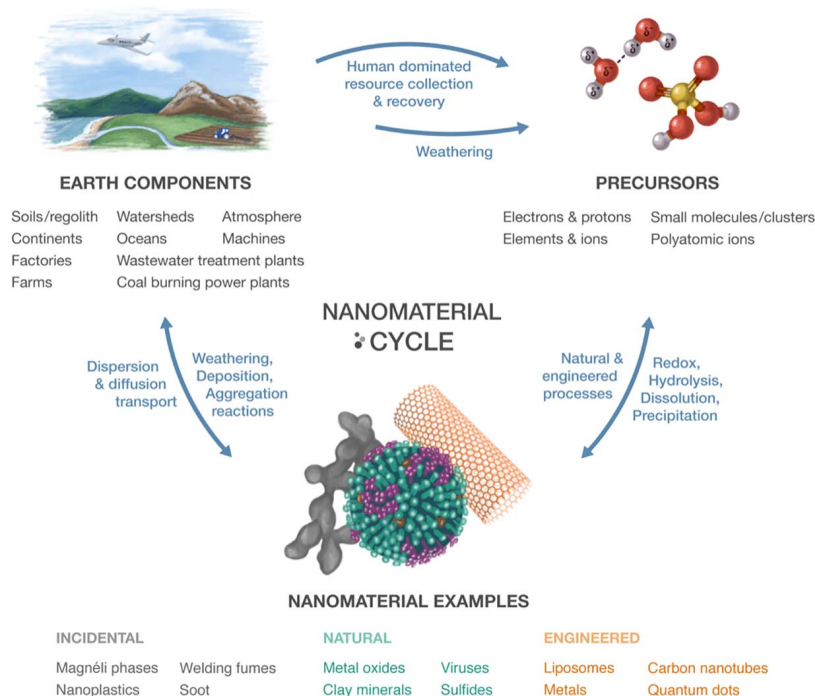 Human dominated
resource collection
& recovery
Weathering
EARTH COMPONENTS
Soils/regolith Watersheds Atmosphere
Continents Oceans Machines
Factories Wastewater treatment plants
Farms Coal burning power plants
δ- δ+ δ+ δ- δ+ δ+
PRECURSORS
Electrons & protons Small molecules/clusters
Elements & ions Polyatomic ions
NANOMATERIAL
CYCLE
Dispersion
& diffusion
transport
Weathering,
Deposition,
Aggregation
reactions
Natural &
engineered
processes
Redox,
Hydrolysis,
Dissolution,
Precipitation
NANOMATERIAL EXAMPLES
INCIDENTAL
Magnéli phases Welding fumes
Nanoplastics Soot
NATURAL
Metal oxides Viruses
Clay minerals Sulfides
ENGINEERED
Liposomes Carbon nanotubes
Metals Quantum dots